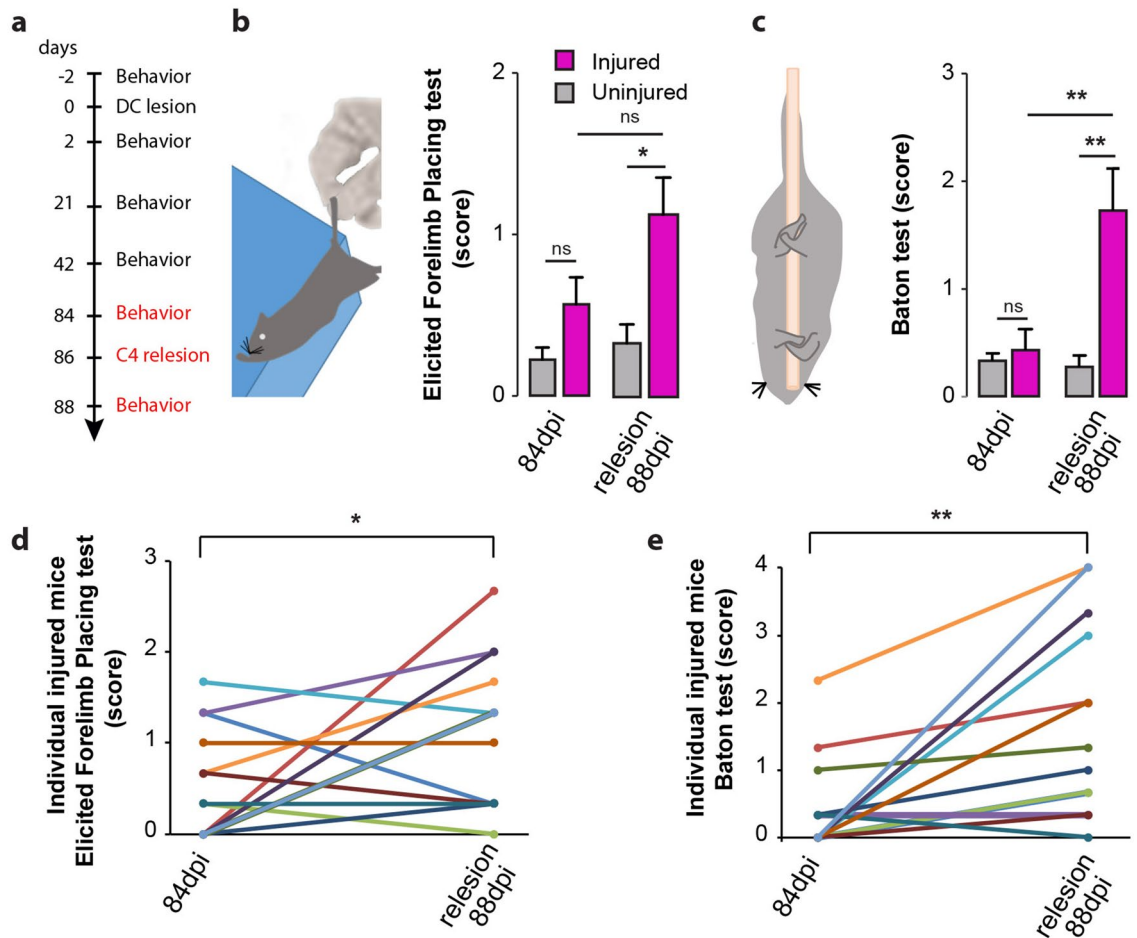 a
days
-2 Behavior
0 DC lesion
2 Behavior
21 Behavior
42 Behavior
84 Behavior
86 C4 relesion
88 Behavior
b
Injured
Uninjured
Elicited Forelimb Placing test
(score)
2
1
0
ns
ns
*
84dpi
relesion
88dpi
c
Baton test (score)
3
2
1
0
**
**
ns
84dpi
relesion
88dpi
d
*
Individual injured mice
Elicited Forelimb Placing test
(score)
3
2
1
0
84dpi
relesion
88dpi
e
**
Individual injured mice
Baton test (score)
4
3
2
1
0
84dpi
relesion
88dpi